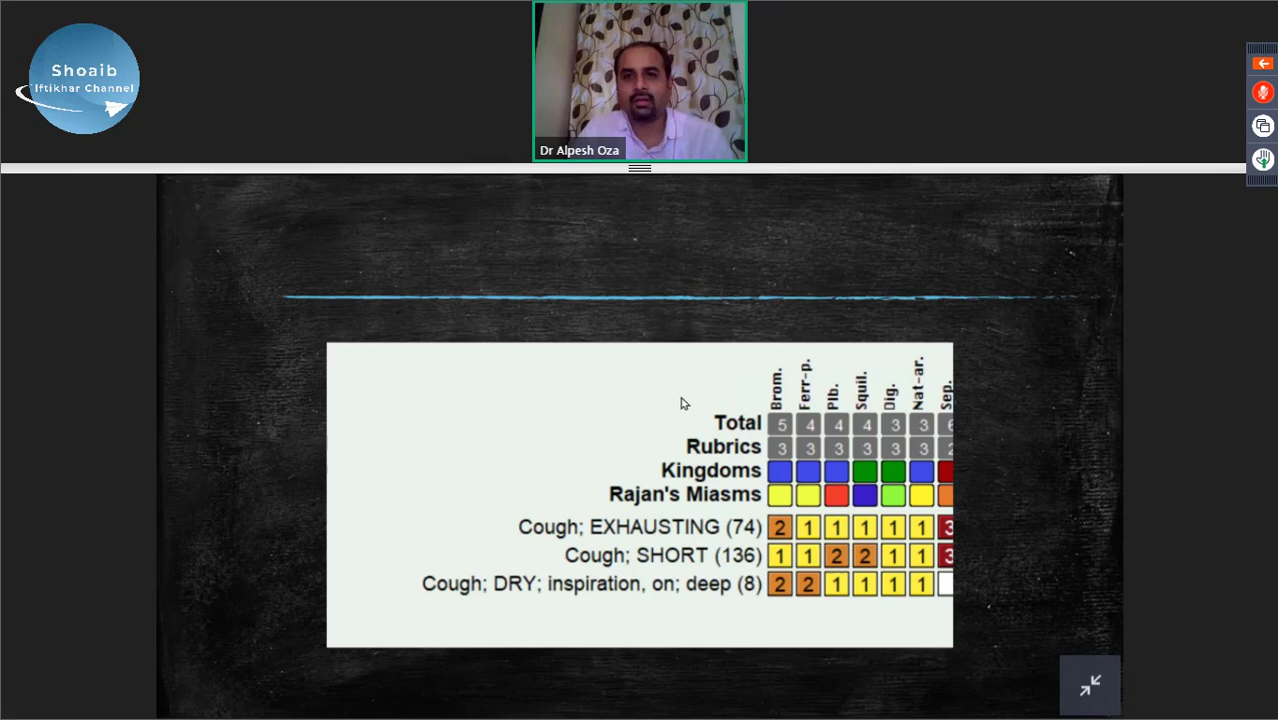 Shoaib
Iftikhar Channel
Dr Alpesh Oza
Brom. Ferr-p. Plb. Squil. Dig. Nat-ar. Sep.
Total 5 4 4 4 3 3 6
Rubrics 3 3 3 3 3 3 2
Kingdoms
Rajan's Miasms
Cough; EXHAUSTING (74) 2 1 1 1 1 1 3
Cough; SHORT (136) 1 1 2 2 1 1 3
Cough; DRY; inspiration, on; deep (8) 2 2 1 1 1 1